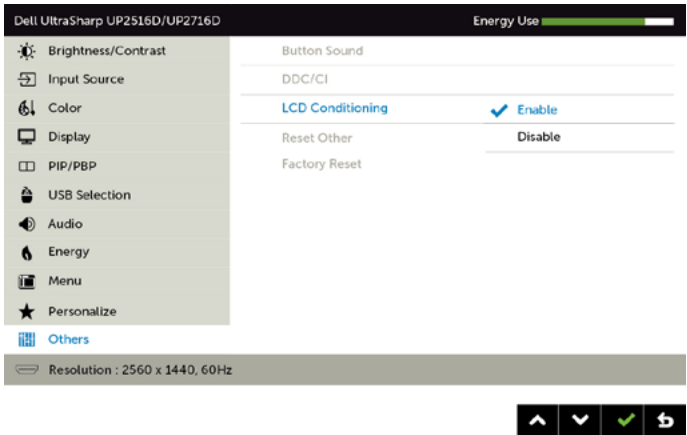 Dell UltraSharp UP2516D/UP2716D Energy Use
Brightness/Contrast
Input Source
Color
Display
PIP/PBP
USB Selection
Audio
Energy
Menu
Personalize
Others
Button Sound
DDC/CI
LCD Conditioning
Reset Other
Factory Reset
Enable
Disable
Resolution : 2560 x 1440, 60Hz